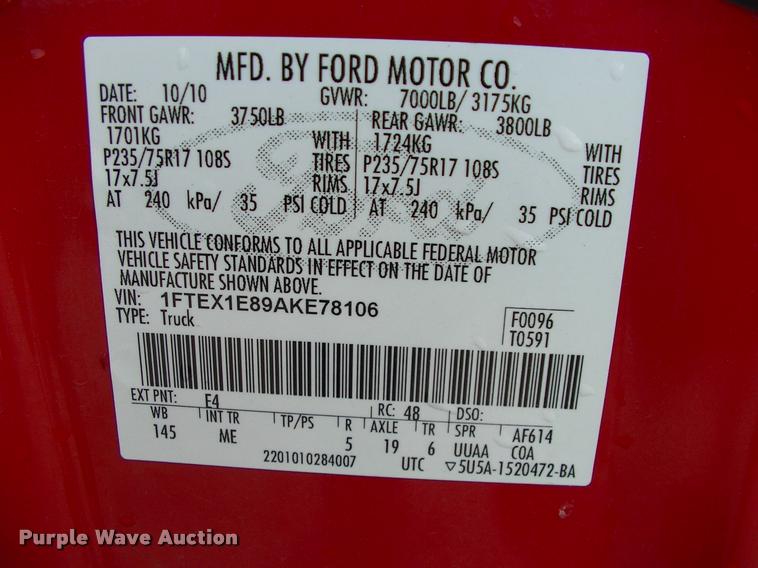 MFD. BY FORD MOTOR CO.
DATE: 10/10 GVWR: 7000LB/ 3175KG
FRONT GAWR: 3750LB REAR GAWR: 3800LB
1701KG WITH 1724KG WITH
P235/75R17 108S TIRES P235/75R17 108S TIRES
17x7.5J RIMS 17x7.5J RIMS
AT 240 kPa/ 35 PSI COLD AT 240 kPa/ 35 PSI COLD
Ford
THIS VEHICLE CONFORMS TO ALL APPLICABLE FEDERAL MOTOR
VEHICLE SAFETY STANDARDS IN EFFECT ON THE DATE OF
MANUFACTURE SHOWN ABOVE.
VIN: 1FTEX1E89AKE78106 F0096
TYPE: Truck T0591
EXT PNT: E4 RC: 48 DSO:
WB INT TR TP/PS R AXLE TR SPR AF614
145 ME 5 19 6 UUAA COA
2201010284007 UTC ▽5U5A-1520472-BA
Purple Wave Auction